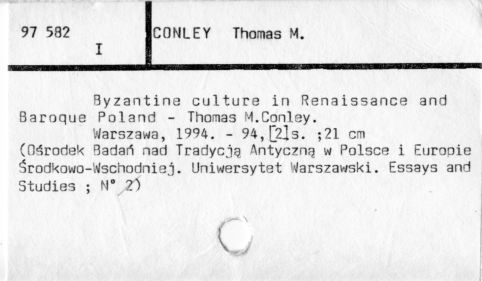 97 582
I
CONLEY Thomas M.
Byzantine culture in Renaissance and
Baroque Poland - Thomas M.Conley.
Warszawa, 1994. - 94,[2]s. ;21 cm
(Ośrodek Badań nad Tradycją Antyczną w Polsce i Europie
Środkowo-Wschodniej. Uniwersytet Warszawski. Essays and
Studies ; N° 2)